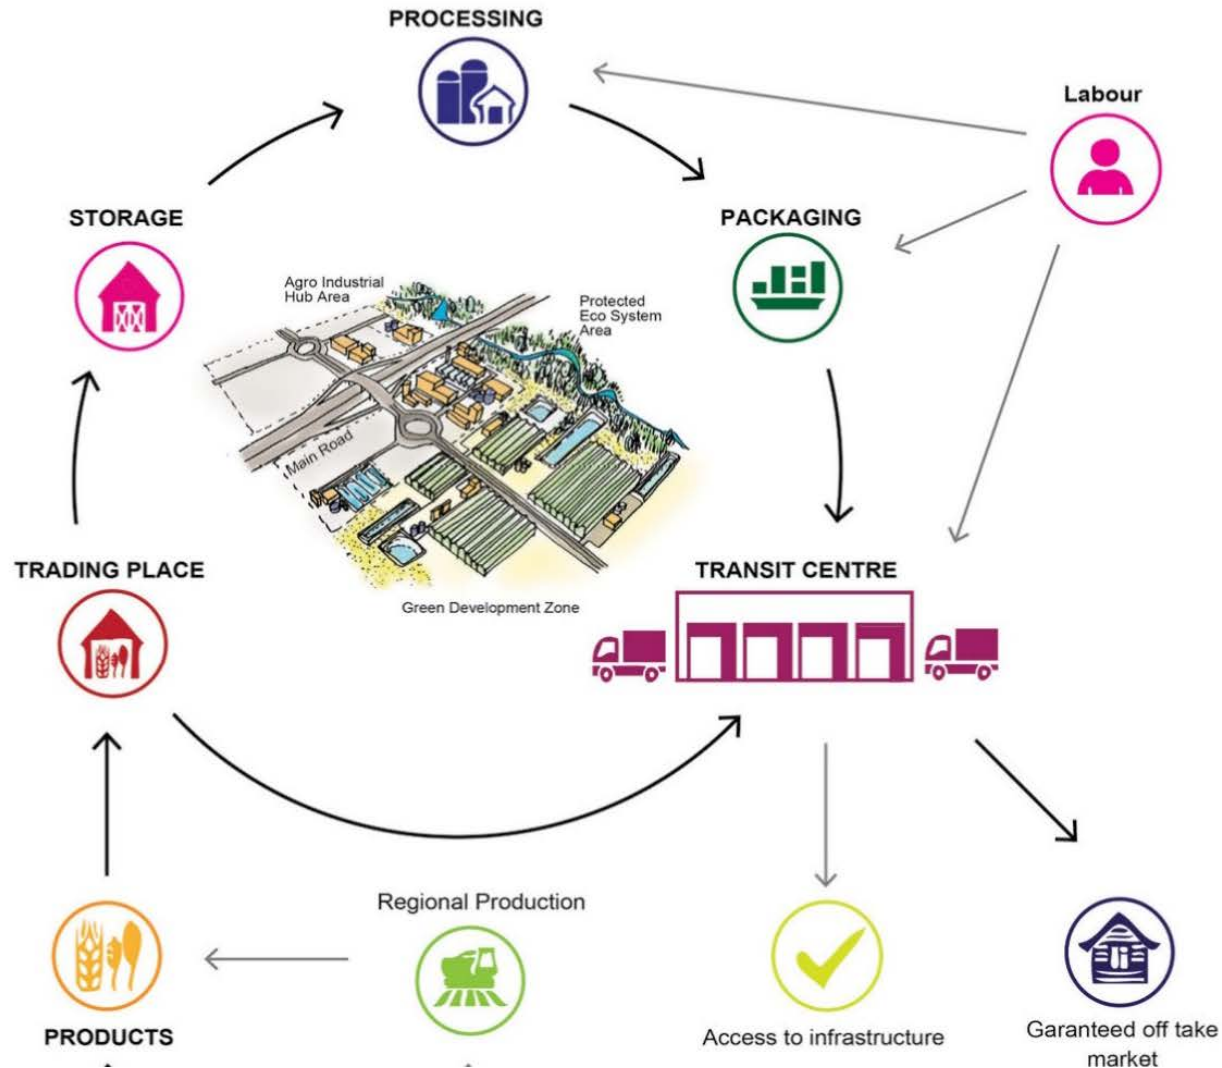 PROCESSING
Labour
STORAGE
PACKAGING
Agro Industrial
Hub Area
Protected
Eco System
Area
Main Road
TRADING PLACE
TRANSIT CENTRE
Green Development Zone
Regional Production
PRODUCTS
Access to infrastructure
Garanteed off take
market